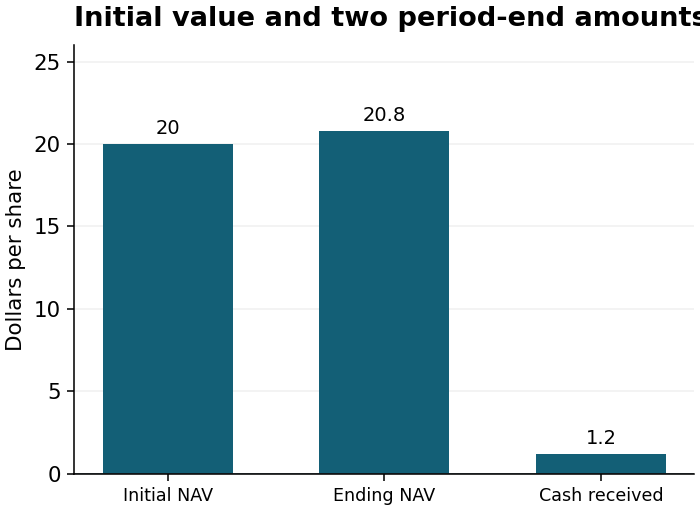 Initial value and two period-end amounts
25
20
15
10
5
0
Dollars per share
20
20.8
1.2
Initial NAV
Ending NAV
Cash received